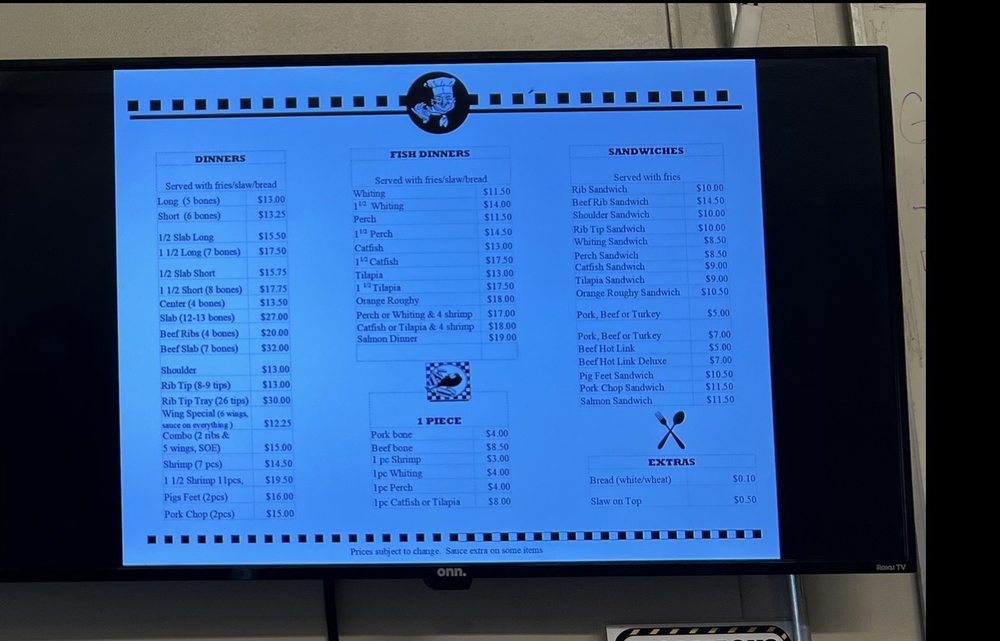 DINNERS
Served with fries/slaw/bread
Long (5 bones) $13.00
Short (6 bones) $13.25
1/2 Slab Long $15.50
1 1/2 Long (7 bones) $17.50
1/2 Slab Short $15.75
1 1/2 Short (8 bones) $17.75
Center (4 bones) $13.50
Slab (12-13 bones) $27.00
Beef Ribs (4 bones) $20.00
Beef Slab (7 bones) $32.00
Shoulder $13.00
Rib Tip (8-9 tips) $13.00
Rib Tip Tray (26 tips) $30.00
Wing Special (6 wings,
sauce on everything ) $12.25
Combo (2 ribs &
5 wings, SOE) $15.00
Shrimp (7 pcs) $14.50
1 1/2 Shrimp 11pcs, $19.50
Pigs Feet (2pcs) $16.00
Pork Chop (2pcs) $15.00
FISH DINNERS
Served with fries/slaw/bread
Whiting $11.50
1 1/2 Whiting $14.00
Perch $11.50
1 1/2 Perch $14.50
Catfish $13.00
1 1/2 Catfish $17.50
Tilapia $13.00
1 1/2 Tilapia $17.50
Orange Roughy $18.00
Perch or Whiting & 4 shrimp $17.00
Catfish or Tilapia & 4 shrimp $18.00
Salmon Dinner $19.00
1 PIECE
Pork bone $4.00
Beef bone $8.50
1 pc Shrimp $3.00
1pc Whiting $4.00
1pc Perch $4.00
1pc Catfish or Tilapia $8.00
SANDWICHES
Served with fries
Rib Sandwich $10.00
Beef Rib Sandwich $14.50
Shoulder Sandwich $10.00
Rib Tip Sandwich $10.00
Whiting Sandwich $8.50
Perch Sandwich $8.50
Catfish Sandwich $9.00
Tilapia Sandwich $9.00
Orange Roughy Sandwich $10.50
Pork, Beef or Turkey $5.00
Pork, Beef or Turkey $7.00
Beef Hot Link $5.00
Beef Hot Link Deluxe $7.00
Pig Feet Sandwich $10.50
Pork Chop Sandwich $11.50
Salmon Sandwich $11.50
EXTRAS
Bread (white/wheat) $0.10
Slaw on Top $0.50
Prices subject to change. Sauce extra on some items
onn.
Roku TV